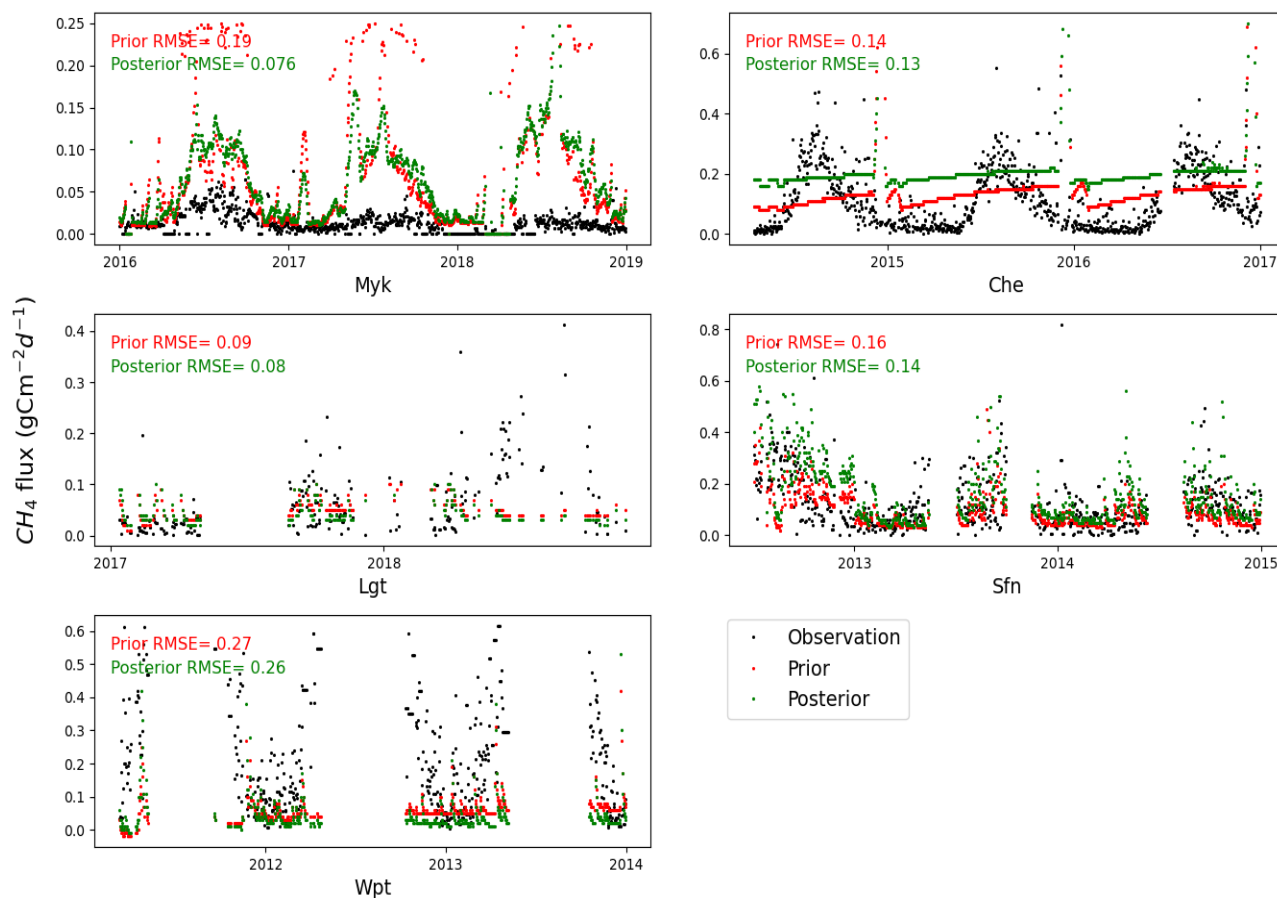 CH₄ flux (gCm⁻²d⁻¹)
0.25
0.20
0.15
0.10
0.05
0.00
Prior RMSE= 0.19
Posterior RMSE= 0.076
2016 2017 2018 2019
Myk
0.6
0.4
0.2
0.0
Prior RMSE= 0.14
Posterior RMSE= 0.13
2015 2016 2017
Che
0.4
0.3
0.2
0.1
0.0
Prior RMSE= 0.09
Posterior RMSE= 0.08
2017 2018
Lgt
0.8
0.6
0.4
0.2
0.0
Prior RMSE= 0.16
Posterior RMSE= 0.14
2013 2014 2015
Sfn
0.6
0.5
0.4
0.3
0.2
0.1
0.0
Prior RMSE= 0.27
Posterior RMSE= 0.26
2012 2013 2014
Wpt
Observation
Prior
Posterior